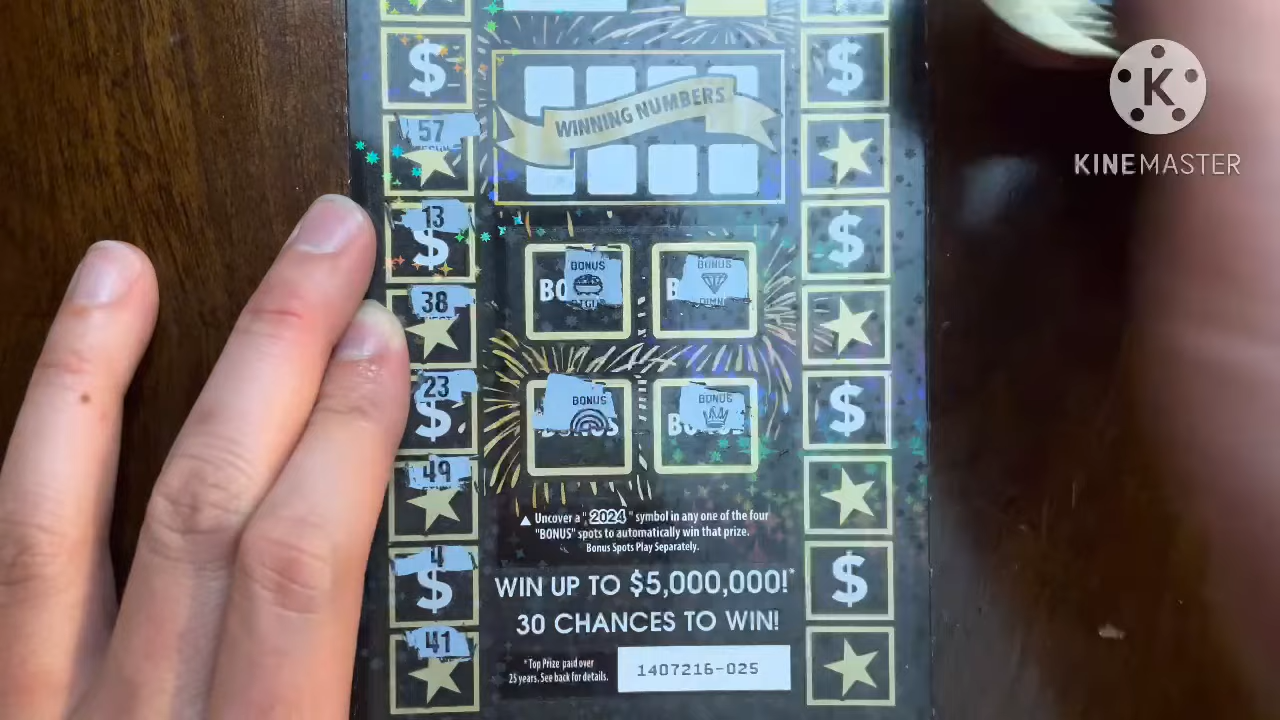 K
KINEMASTER
$ $
WINNING NUMBERS
57
13
$ $
BONUS BONUS
38
23
$ $
BONUS BONUS
49
▲ Uncover a "2024" symbol in any one of the four
"BONUS" spots to automatically win that prize.
Bonus Spots Play Separately.
4
$ $
WIN UP TO $5,000,000!*
30 CHANCES TO WIN!
41
*Top Prize paid over
25 years. See back for details.
1407216-025